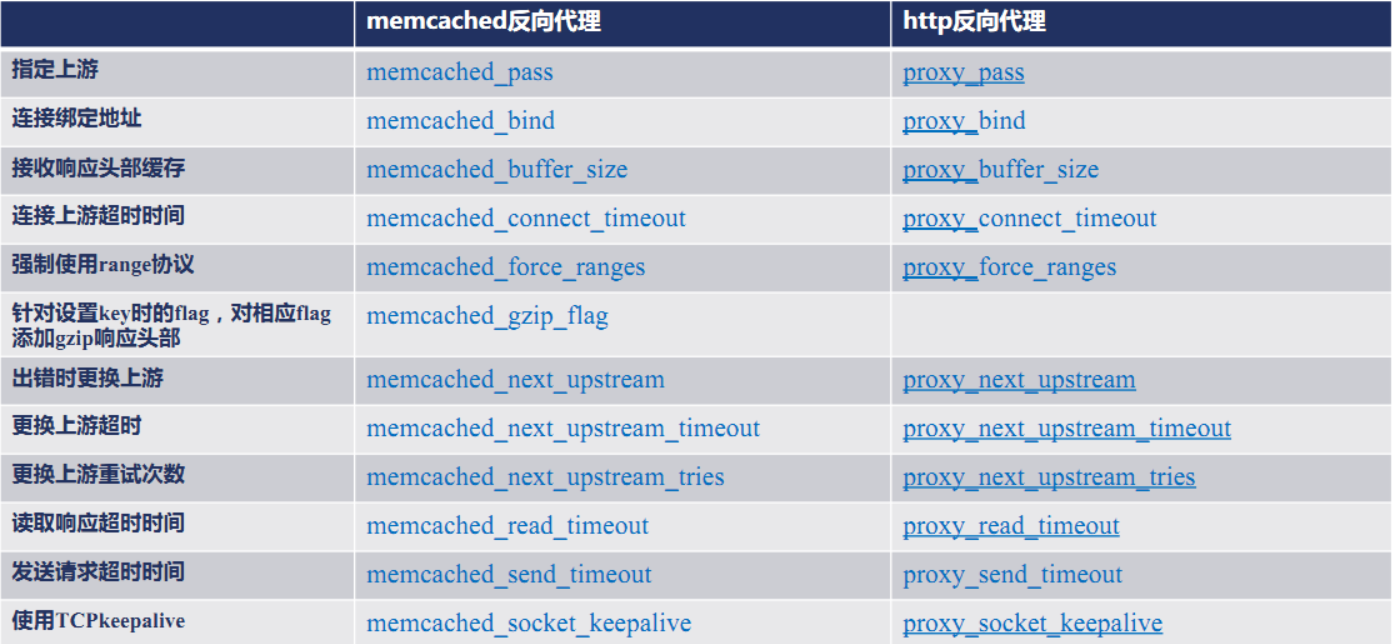 memcached反向代理 http反向代理
指定上游 memcached_pass proxy_pass
连接绑定地址 memcached_bind proxy_bind
接收响应头部缓存 memcached_buffer_size proxy_buffer_size
连接上游超时时间 memcached_connect_timeout proxy_connect_timeout
强制使用range协议 memcached_force_ranges proxy_force_ranges
针对设置key时的flag，对相应flag memcached_gzip_flag
添加gzip响应头部
出错时更换上游 memcached_next_upstream proxy_next_upstream
更换上游超时 memcached_next_upstream_timeout proxy_next_upstream_timeout
更换上游重试次数 memcached_next_upstream_tries proxy_next_upstream_tries
读取响应超时时间 memcached_read_timeout proxy_read_timeout
发送请求超时时间 memcached_send_timeout proxy_send_timeout
使用TCPkeepalive memcached_socket_keepalive proxy_socket_keepalive